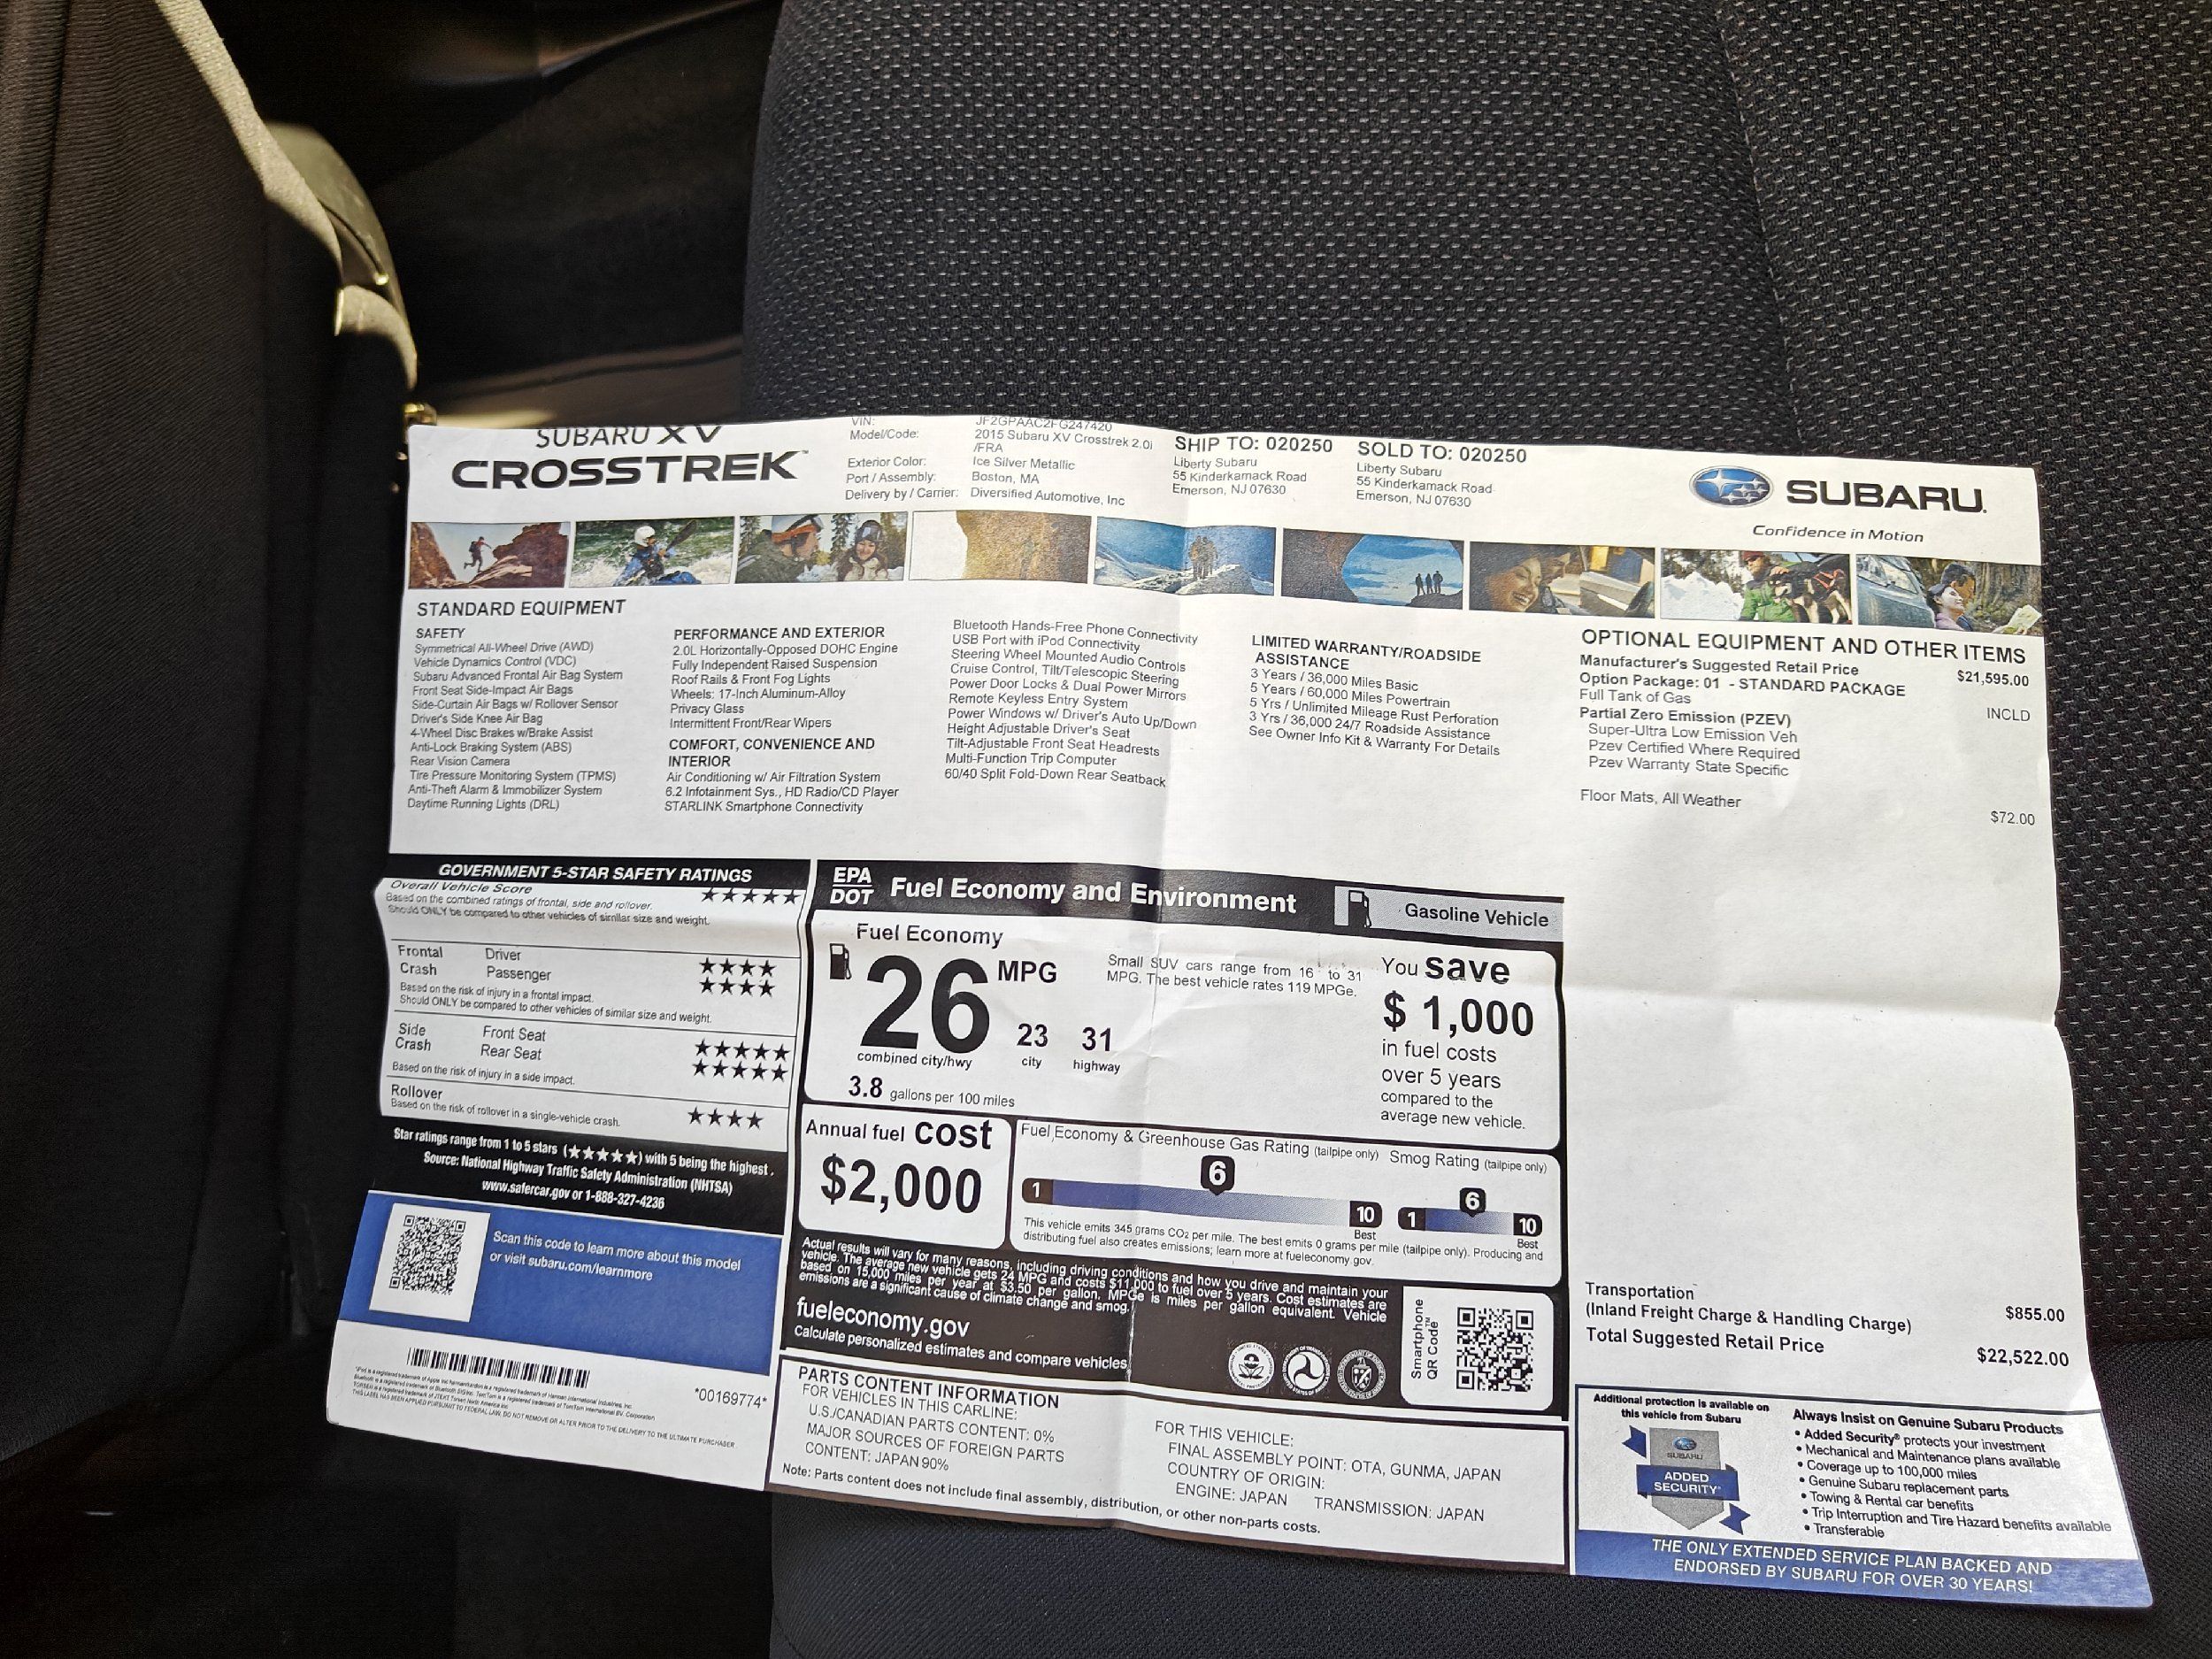 SUBARU XV
CROSSTREK™
VIN: JF2GPAAC2FG247420
Model/Code: 2015 Subaru XV Crosstrek 2.0i
/FRA
Exterior Color: Ice Silver Metallic
Port / Assembly: Boston, MA
Delivery by / Carrier: Diversified Automotive, Inc
SHIP TO: 020250
Liberty Subaru
55 Kinderkamack Road
Emerson, NJ 07630
SOLD TO: 020250
Liberty Subaru
55 Kinderkamack Road
Emerson, NJ 07630
SUBARU.
Confidence in Motion
STANDARD EQUIPMENT
SAFETY
Symmetrical All-Wheel Drive (AWD)
Vehicle Dynamics Control (VDC)
Subaru Advanced Frontal Air Bag System
Front Seat Side-Impact Air Bags
Side-Curtain Air Bags w/ Rollover Sensor
Driver's Side Knee Air Bag
4-Wheel Disc Brakes w/Brake Assist
Anti-Lock Braking System (ABS)
Rear Vision Camera
Tire Pressure Monitoring System (TPMS)
Anti-Theft Alarm & Immobilizer System
Daytime Running Lights (DRL)
PERFORMANCE AND EXTERIOR
2.0L Horizontally-Opposed DOHC Engine
Fully Independent Raised Suspension
Roof Rails & Front Fog Lights
Wheels: 17-Inch Aluminum-Alloy
Privacy Glass
Intermittent Front/Rear Wipers
COMFORT, CONVENIENCE AND
INTERIOR
Air Conditioning w/ Air Filtration System
6.2 Infotainment Sys., HD Radio/CD Player
STARLINK Smartphone Connectivity
Bluetooth Hands-Free Phone Connectivity
USB Port with iPod Connectivity
Steering Wheel Mounted Audio Controls
Cruise Control, Tilt/Telescopic Steering
Power Door Locks & Dual Power Mirrors
Remote Keyless Entry System
Power Windows w/ Driver's Auto Up/Down
Height Adjustable Driver's Seat
Tilt-Adjustable Front Seat Headrests
Multi-Function Trip Computer
60/40 Split Fold-Down Rear Seatback
LIMITED WARRANTY/ROADSIDE
ASSISTANCE
3 Years / 36,000 Miles Basic
5 Years / 60,000 Miles Powertrain
5 Yrs / Unlimited Mileage Rust Perforation
3 Yrs / 36,000 24/7 Roadside Assistance
See Owner Info Kit & Warranty For Details
OPTIONAL EQUIPMENT AND OTHER ITEMS
Manufacturer's Suggested Retail Price $21,595.00
Option Package: 01 - STANDARD PACKAGE
Full Tank of Gas INCLD
Partial Zero Emission (PZEV)
Super-Ultra Low Emission Veh
Pzev Certified Where Required
Pzev Warranty State Specific
Floor Mats, All Weather $72.00
GOVERNMENT 5-STAR SAFETY RATINGS
Overall Vehicle Score ★★★★★
Based on the combined ratings of frontal, side and rollover.
Should ONLY be compared to other vehicles of similar size and weight.
Frontal Driver ★★★★
Crash Passenger ★★★★
Based on the risk of injury in a frontal impact.
Should ONLY be compared to other vehicles of similar size and weight.
Side Front Seat ★★★★★
Crash Rear Seat ★★★★★
Based on the risk of injury in a side impact.
Rollover ★★★★
Based on the risk of rollover in a single-vehicle crash.
Star ratings range from 1 to 5 stars (★★★★★) with 5 being the highest.
Source: National Highway Traffic Safety Administration (NHTSA)
www.safercar.gov or 1-888-327-4236
Scan this code to learn more about this model
or visit subaru.com/learnmore
*00169774*
THIS LABEL HAS BEEN APPLIED PURSUANT TO FEDERAL LAW, DO NOT REMOVE OR ALTER PRIOR TO THE DELIVERY TO THE ULTIMATE PURCHASER
EPA
DOT
Fuel Economy and Environment
Gasoline Vehicle
Fuel Economy
26 MPG
combined city/hwy
23
city
31
highway
3.8 gallons per 100 miles
Small SUV cars range from 16 to 31
MPG. The best vehicle rates 119 MPGe.
You save
$ 1,000
in fuel costs
over 5 years
compared to the
average new vehicle.
Annual fuel cost
$2,000
Fuel Economy & Greenhouse Gas Rating (tailpipe only)
1 6 10
Best
Smog Rating (tailpipe only)
1 6 10
Best
This vehicle emits 345 grams CO2 per mile. The best emits 0 grams per mile (tailpipe only). Producing and
distributing fuel also creates emissions; learn more at fueleconomy.gov.
Actual results will vary for many reasons, including driving conditions and how you drive and maintain your
vehicle. The average new vehicle gets 24 MPG and costs $11,000 to fuel over 5 years. Cost estimates are
based on 15,000 miles per year at $3.50 per gallon. MPGe is miles per gallon equivalent. Vehicle
emissions are a significant cause of climate change and smog.
fueleconomy.gov
Calculate personalized estimates and compare vehicles
Smartphone
QR Code™
PARTS CONTENT INFORMATION
FOR VEHICLES IN THIS CARLINE:
U.S./CANADIAN PARTS CONTENT: 0%
MAJOR SOURCES OF FOREIGN PARTS
CONTENT: JAPAN 90%
Note: Parts content does not include final assembly, distribution, or other non-parts costs.
FOR THIS VEHICLE:
FINAL ASSEMBLY POINT: OTA, GUNMA, JAPAN
COUNTRY OF ORIGIN:
ENGINE: JAPAN TRANSMISSION: JAPAN
Transportation
(Inland Freight Charge & Handling Charge) $855.00
Total Suggested Retail Price $22,522.00
Additional protection is available on
this vehicle from Subaru
SUBARU
ADDED
SECURITY®
Always Insist on Genuine Subaru Products
• Added Security® protects your investment
• Mechanical and Maintenance plans available
• Coverage up to 100,000 miles
• Genuine Subaru replacement parts
• Towing & Rental car benefits
• Trip Interruption and Tire Hazard benefits available
• Transferable
THE ONLY EXTENDED SERVICE PLAN BACKED AND
ENDORSED BY SUBARU FOR OVER 30 YEARS!